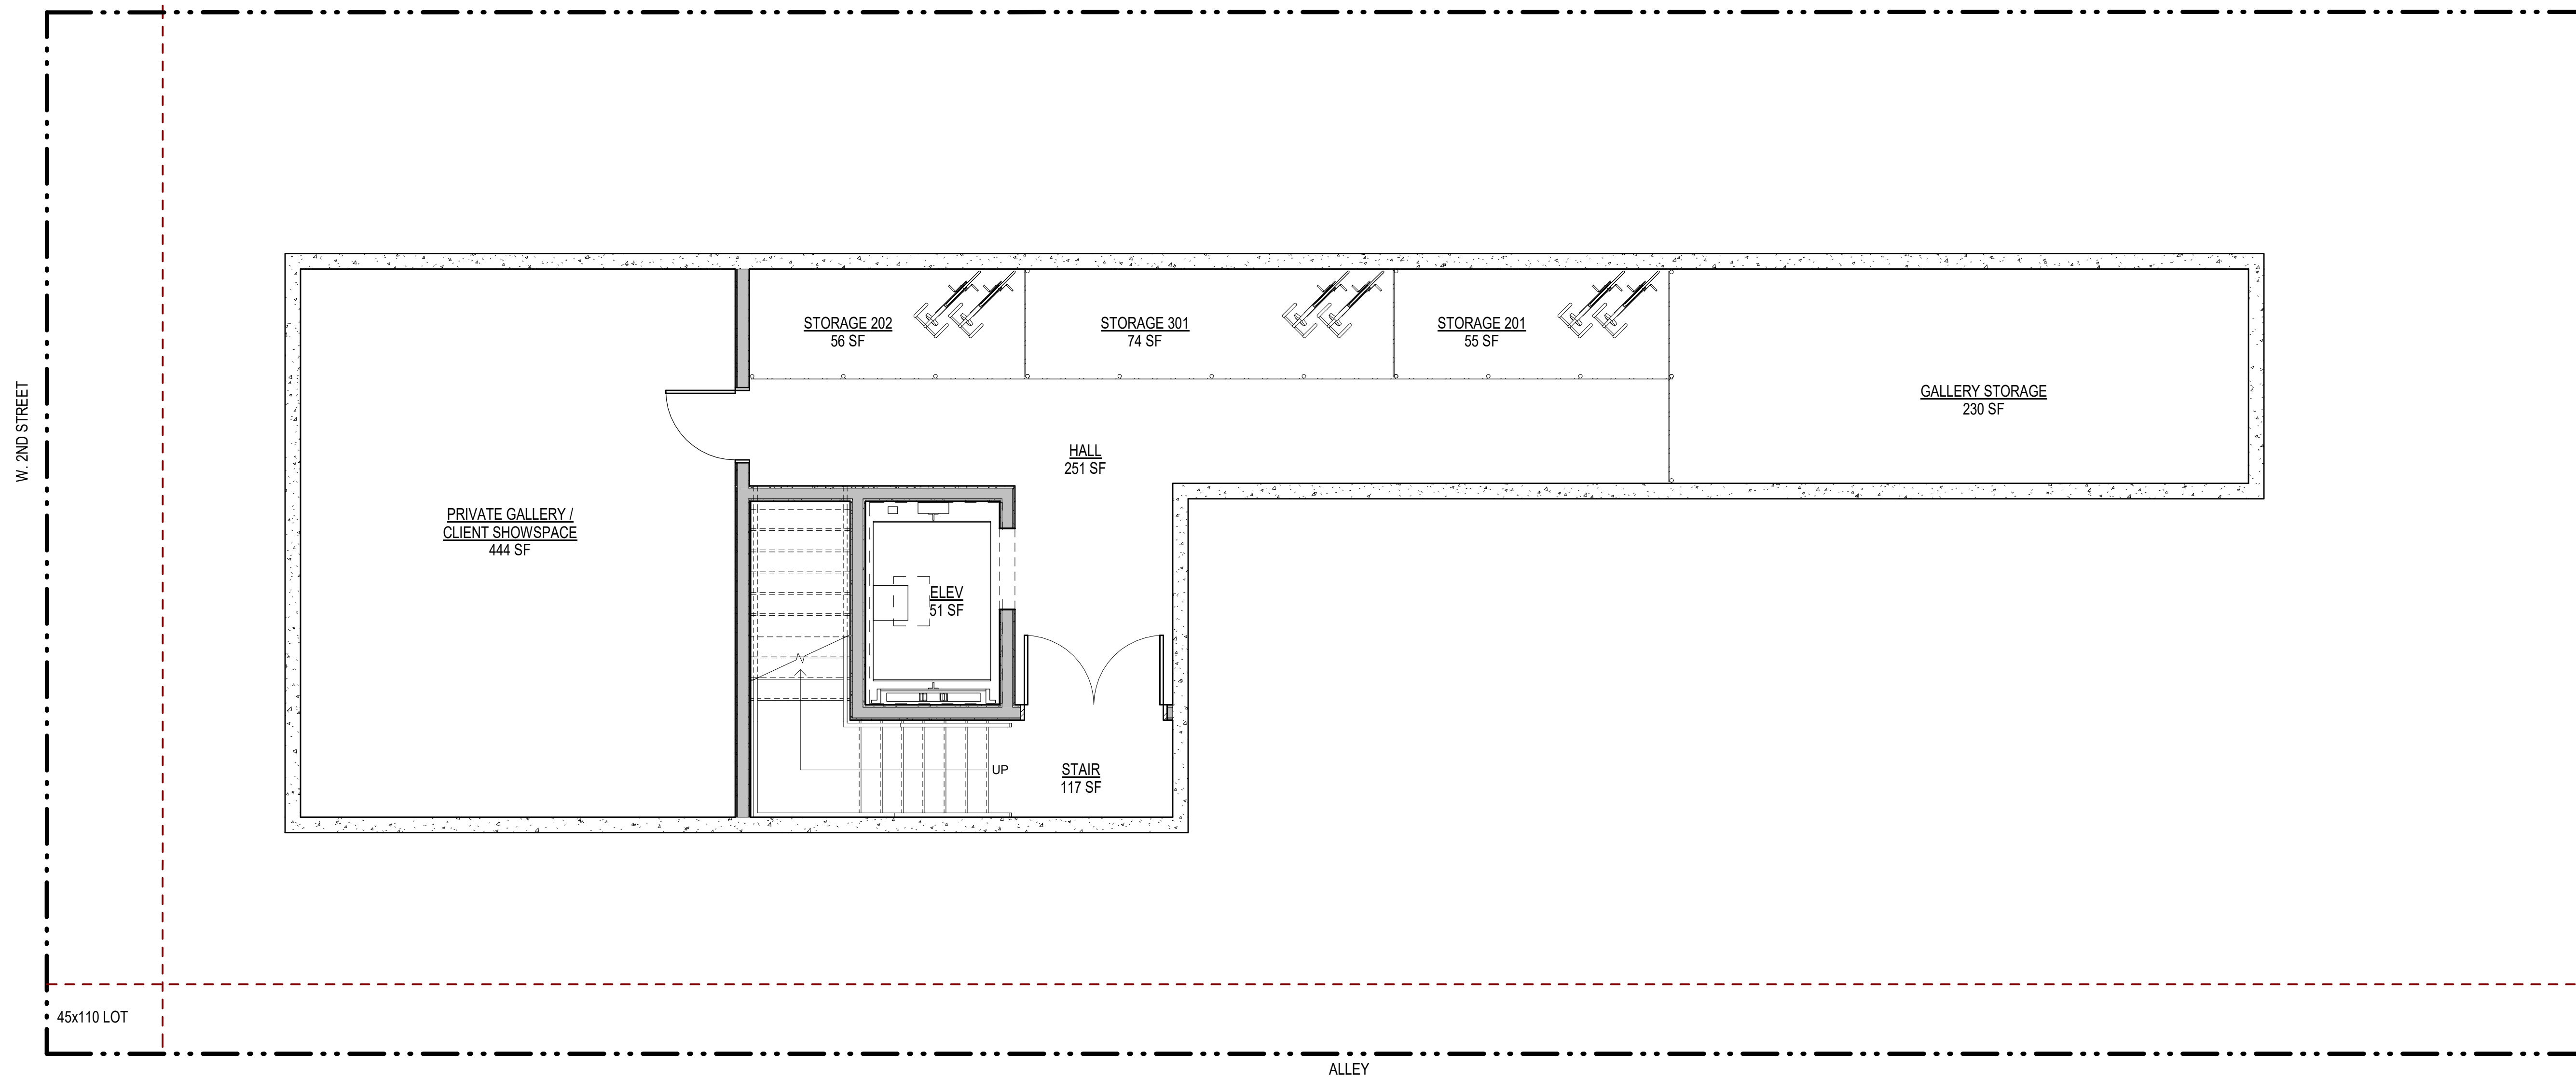 STORAGE 202
56 SF
STORAGE 301
74 SF
STORAGE 201
55 SF
GALLERY STORAGE
230 SF
W. 2ND STREET
HALL
251 SF
PRIVATE GALLERY /
CLIENT SHOWSPACE
444 SF
ELEV
51 SF
UP
STAIR
117 SF
45x110 LOT
ALLEY